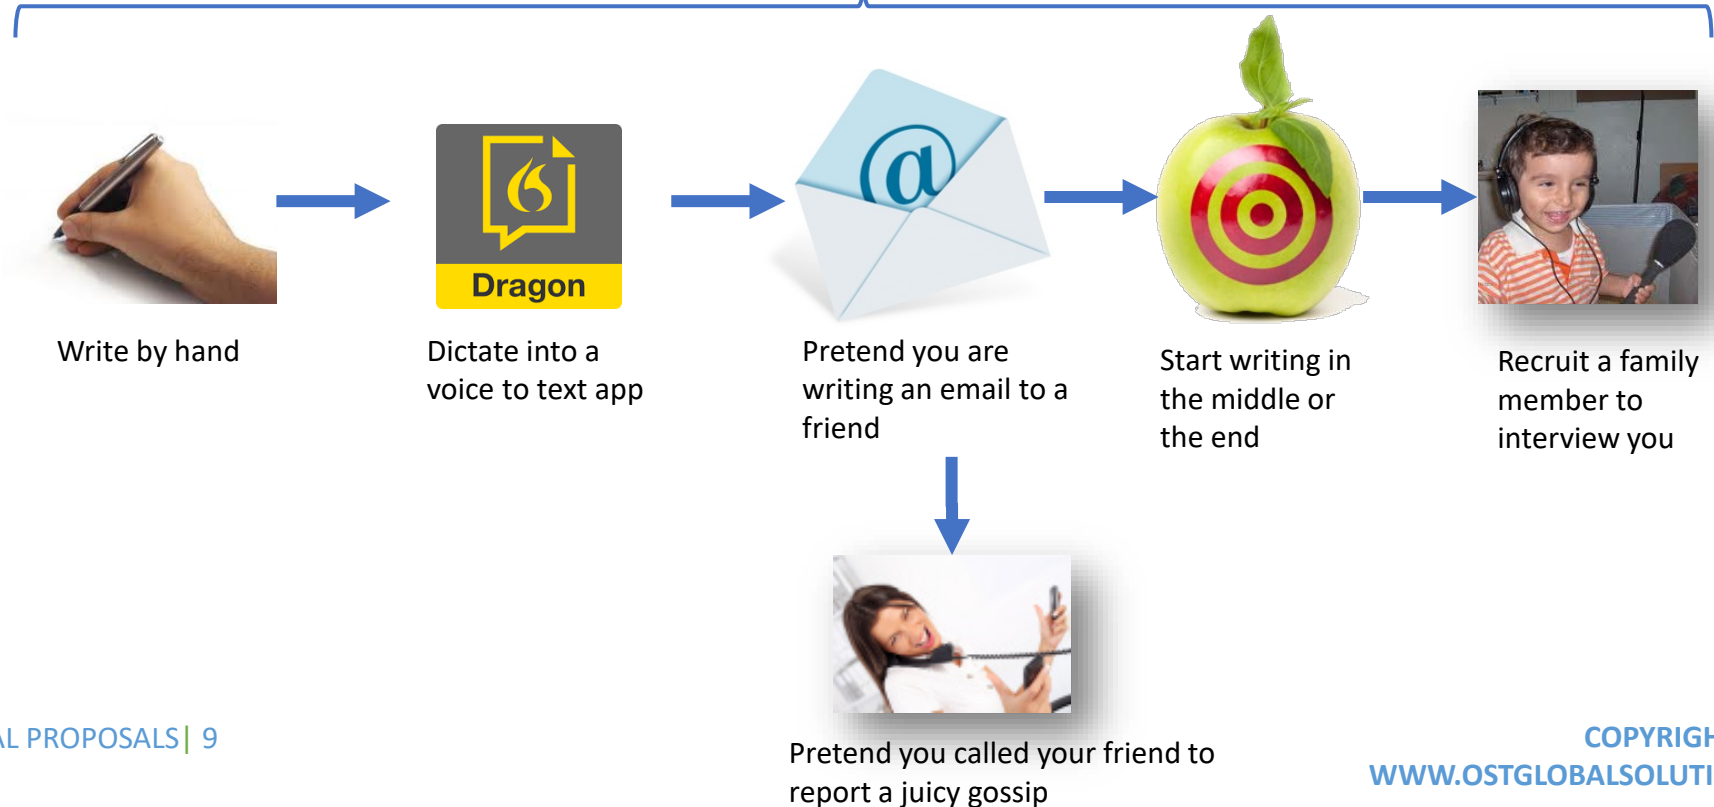 @
Dragon
Write by hand
Dictate into a
voice to text app
Pretend you are
writing an email to a
friend
Start writing in
the middle or
the end
Recruit a family
member to
interview you
Pretend you called your friend to
report a juicy gossip
AL PROPOSALS| 9
COPYRIGH
WWW.OSTGLOBALSOLUTI